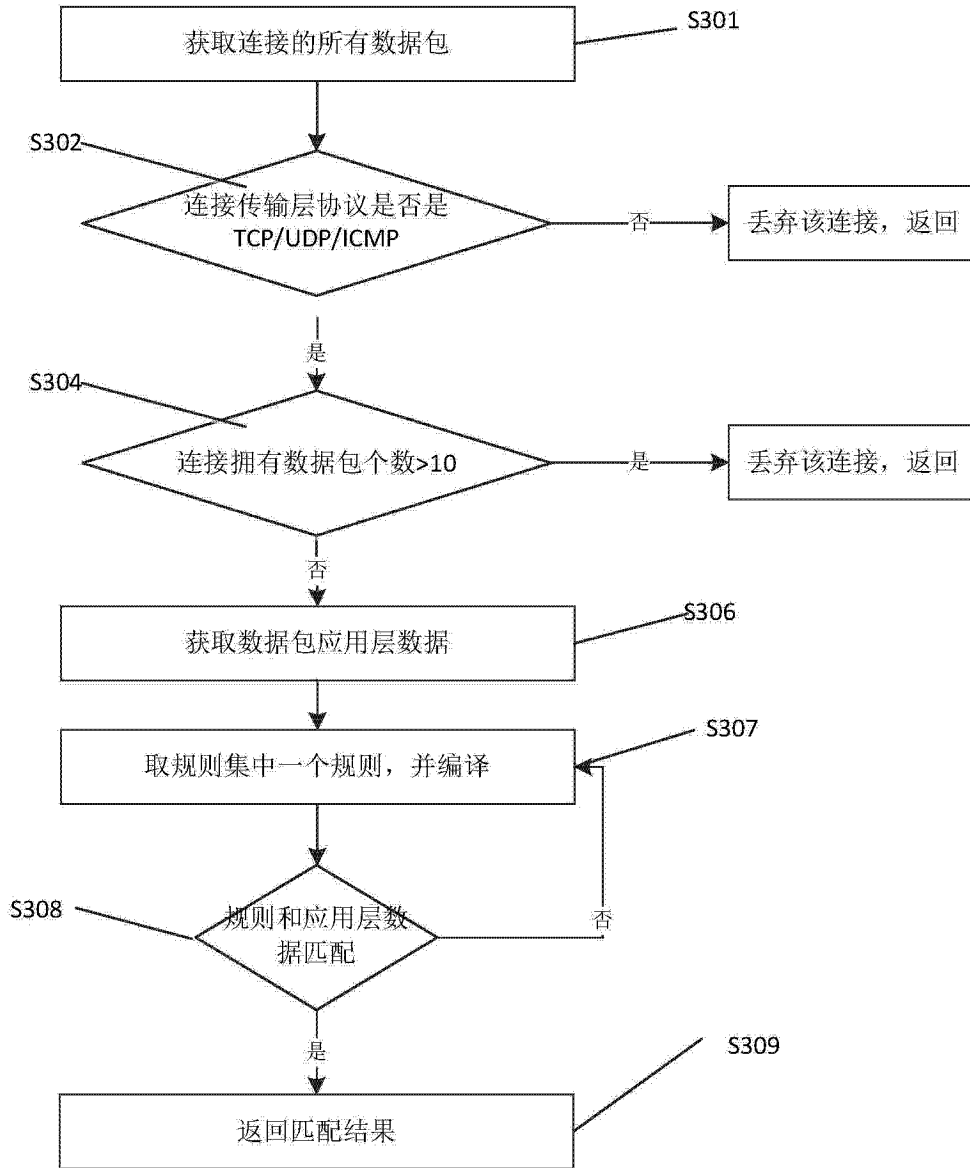 获取连接的所有数据包
S301
S302
连接传输层协议是否是
TCP/UDP/ICMP
否
丢弃该连接，返回
是
S304
连接拥有数据包个数>10
是
丢弃该连接，返回
否
获取数据包应用层数据
S306
取规则集中一个规则，并编译
S307
S308
规则和应用层数
据匹配
否
是
返回匹配结果
S309